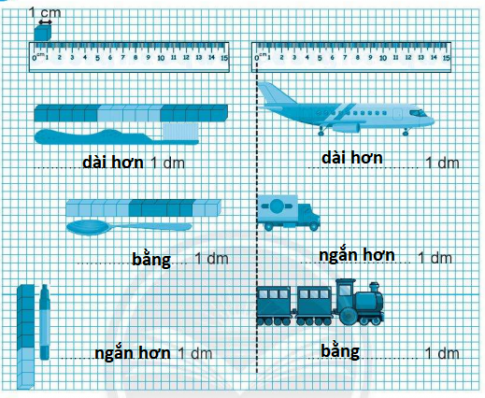 1 cm
0 cm 1 2 3 4 5 6 7 8 9 10 11 12 13 14 15
0 cm 1 2 3 4 5 6 7 8 9 10 11 12 13 14 15
............dài hơn 1 dm
dài hơn .......... 1 dm
..............bằng.... 1 dm
....ngắn hơn.... 1 dm
......ngắn hơn 1 dm
....bằng.............. 1 dm